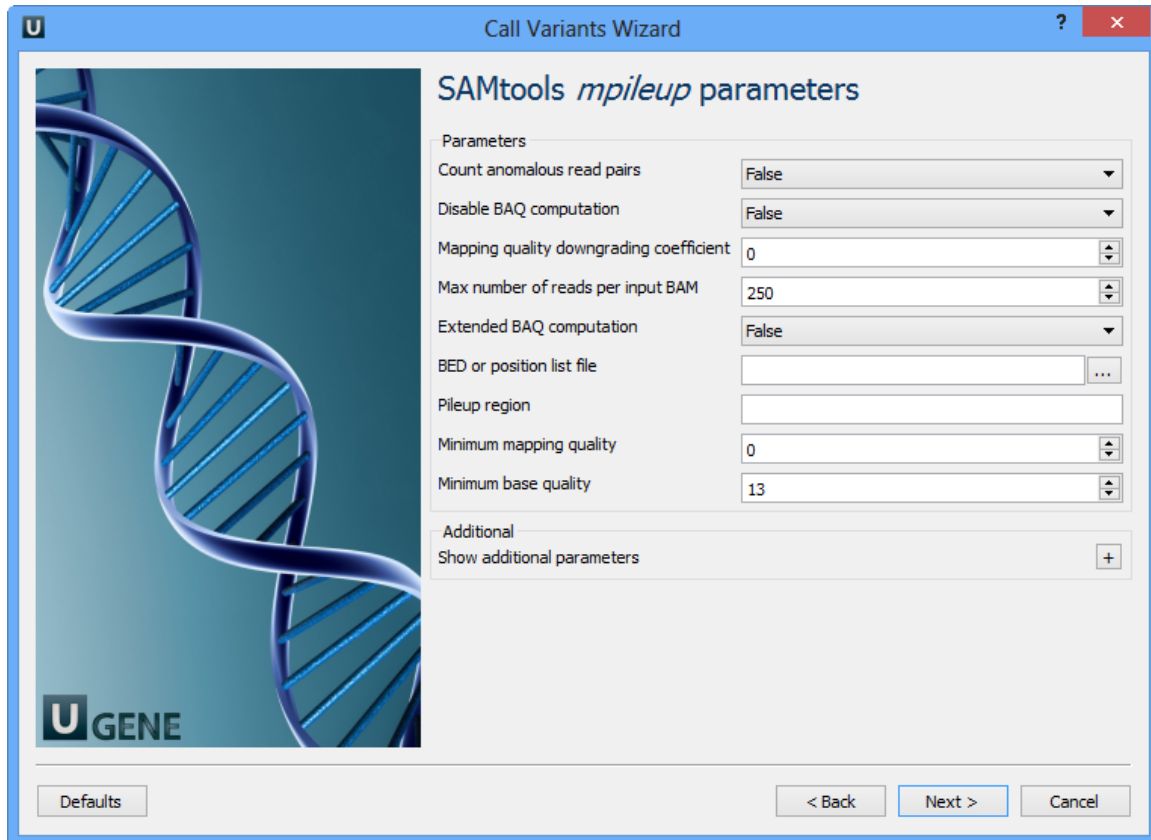 U
Call Variants Wizard
?
SAMtools mpileup parameters
Parameters
Count anomalous read pairs
False
Disable BAQ computation
False
Mapping quality downgrading coefficient
0
Max number of reads per input BAM
250
Extended BAQ computation
False
BED or position list file
...
Pileup region
Minimum mapping quality
0
Minimum base quality
13
Additional
Show additional parameters
+
U GENE
Defaults
< Back
Next >
Cancel